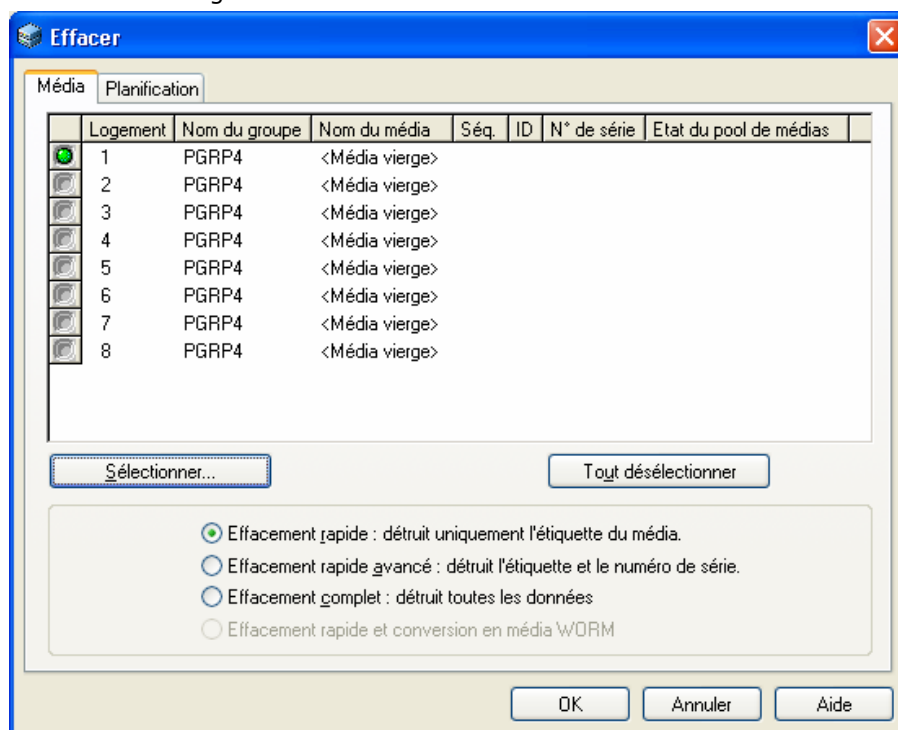 Effacer
Média Planification
Logement Nom du groupe Nom du média Séq. ID N° de série Etat du pool de médias
1 PGRP4 <Média vierge>
2 PGRP4 <Média vierge>
3 PGRP4 <Média vierge>
4 PGRP4 <Média vierge>
5 PGRP4 <Média vierge>
6 PGRP4 <Média vierge>
7 PGRP4 <Média vierge>
8 PGRP4 <Média vierge>
Sélectionner... Tout désélectionner
Effacement rapide : détruit uniquement l'étiquette du média.
Effacement rapide avancé : détruit l'étiquette et le numéro de série.
Effacement complet : détruit toutes les données
Effacement rapide et conversion en média WORM
OK Annuler Aide